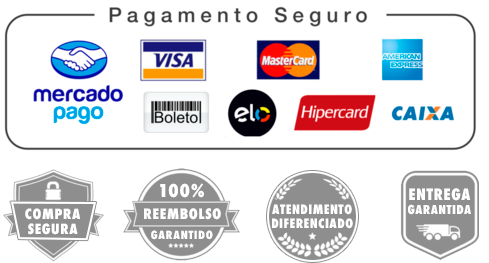 Pagamento Seguro
VISA
MasterCard
AMERICAN
EXPRESS
mercado
pago
Boleto
elo
Hipercard
CAIXA
COMPRA
SEGURA
100%
REEMBOLSO
GARANTIDO
ATENDIMENTO
DIFERENCIADO
ENTREGA
GARANTIDA